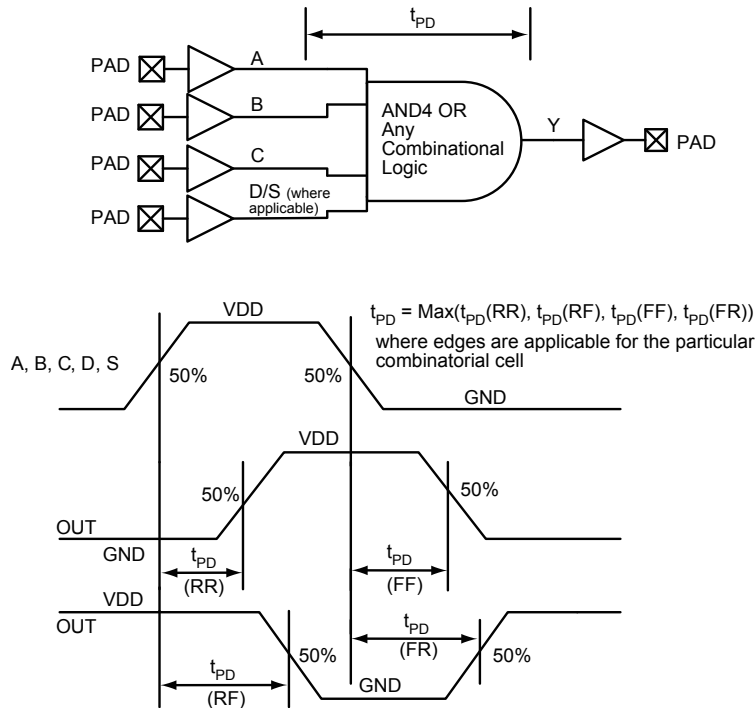 tPD
PAD
A
PAD
B
PAD
C
PAD
D/S (where
applicable)
AND4 OR
Any
Combinational
Logic
Y
PAD
tPD = Max(tPD(RR), tPD(RF), tPD(FF), tPD(FR))
where edges are applicable for the particular
combinatorial cell
VDD
A, B, C, D, S
50%
50%
GND
VDD
50%
50%
OUT
GND
tPD
(RR)
tPD
(FF)
VDD
OUT
tPD
(RF)
50%
tPD
(FR)
50%
GND